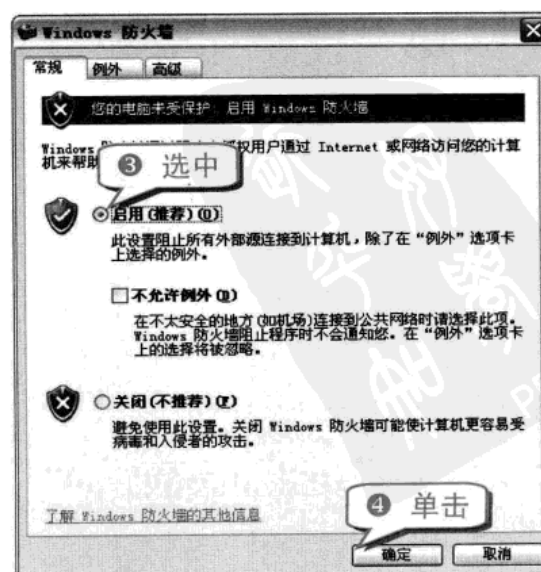 Windows 防火墙
常规 例外 高级
您的电脑未受保护: 启用 Windows 防火墙
Windows 权用户通过 Internet 或网络访问您的计算
机来帮
③ 选中
启用(推荐)(O)
此设置阻止所有外部源连接到计算机，除了在“例外”选项卡
上选择的例外。
不允许例外(D)
在不太安全的地方(如机场)连接到公共网络时请选择此项。
Windows 防火墙阻止程序时不会通知您。在“例外”选项卡
上的选择将被忽略。
关闭(不推荐)(F)
避免使用此设置。关闭 Windows 防火墙可能使计算机更容易受
病毒和入侵者的攻击。
了解 Windows 防火墙的其他信息
④ 单击
确定 取消